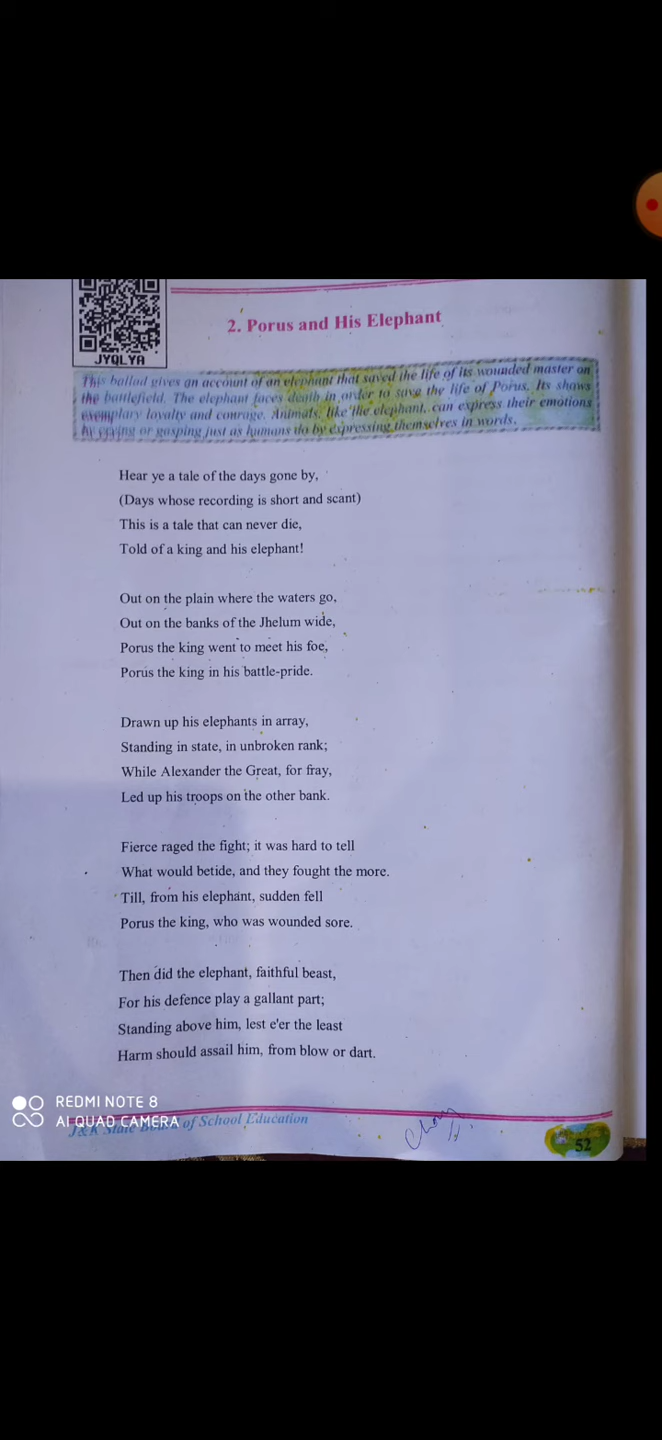 JYQLYA
2. Porus and His Elephant
This ballad gives an account of an elephant that saved the life of its wounded master on
the battlefield. The elephant faces death in order to save the life of Porus. Its shows
exemplary loyalty and courage. Animals, like the elephant, can express their emotions
by crying or gasping just as humans do by expressing themselves in words.
Hear ye a tale of the days gone by,
(Days whose recording is short and scant)
This is a tale that can never die,
Told of a king and his elephant!
Out on the plain where the waters go,
Out on the banks of the Jhelum wide,
Porus the king went to meet his foe,
Porus the king in his battle-pride.
Drawn up his elephants in array,
Standing in state, in unbroken rank;
While Alexander the Great, for fray,
Led up his troops on the other bank.
Fierce raged the fight; it was hard to tell
What would betide, and they fought the more.
Till, from his elephant, sudden fell
Porus the king, who was wounded sore.
Then did the elephant, faithful beast,
For his defence play a gallant part;
Standing above him, lest e'er the least
Harm should assail him, from blow or dart.
REDMI NOTE 8
AI QUAD CAMERA
J&K State Board of School Education
52